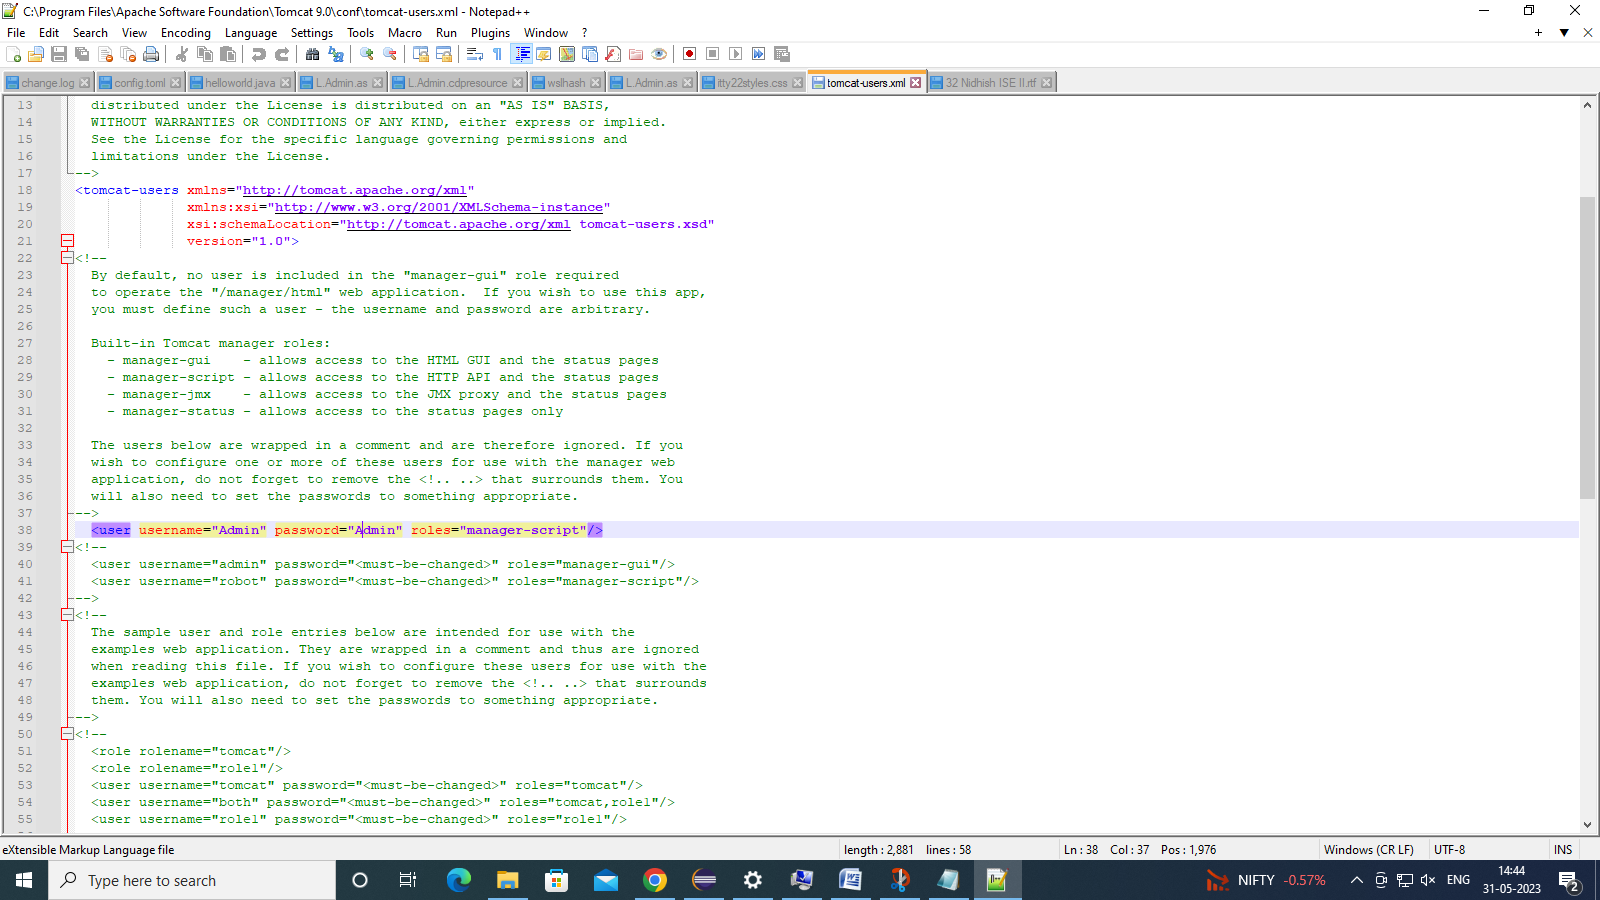 C:\Program Files\Apache Software Foundation\Tomcat 9.0\conf\tomcat-users.xml - Notepad++
File Edit Search View Encoding Language Settings Tools Macro Run Plugins Window ?
change.log config.toml helloworld.java L.Admin.as L.Admin.cdpresource wslhash L.Admin.as itty22styles.css tomcat-users.xml 32 Nidhish ISE II.rtf
13 distributed under the License is distributed on an "AS IS" BASIS,
14 WITHOUT WARRANTIES OR CONDITIONS OF ANY KIND, either express or implied.
15 See the License for the specific language governing permissions and
16 limitations under the License.
17 -->
18 <tomcat-users xmlns="http://tomcat.apache.org/xml"
19 xmlns:xsi="http://www.w3.org/2001/XMLSchema-instance"
20 xsi:schemaLocation="http://tomcat.apache.org/xml tomcat-users.xsd"
21 version="1.0">
22 <!--
23 By default, no user is included in the "manager-gui" role required
24 to operate the "/manager/html" web application.  If you wish to use this app,
25 you must define such a user - the username and password are arbitrary.
26
27 Built-in Tomcat manager roles:
28 - manager-gui    - allows access to the HTML GUI and the status pages
29 - manager-script - allows access to the HTTP API and the status pages
30 - manager-jmx    - allows access to the JMX proxy and the status pages
31 - manager-status - allows access to the status pages only
32
33 The users below are wrapped in a comment and are therefore ignored. If you
34 wish to configure one or more of these users for use with the manager web
35 application, do not forget to remove the <!.. ..> that surrounds them. You
36 will also need to set the passwords to something appropriate.
37 -->
38 <user username="Admin" password="Admin" roles="manager-script"/>
39 <!--
40 <user username="admin" password="<must-be-changed>" roles="manager-gui"/>
41 <user username="robot" password="<must-be-changed>" roles="manager-script"/>
42 -->
43 <!--
44 The sample user and role entries below are intended for use with the
45 examples web application. They are wrapped in a comment and thus are ignored
46 when reading this file. If you wish to configure these users for use with the
47 examples web application, do not forget to remove the <!.. ..> that surrounds
48 them. You will also need to set the passwords to something appropriate.
49 -->
50 <!--
51 <role rolename="tomcat"/>
52 <role rolename="role1"/>
53 <user username="tomcat" password="<must-be-changed>" roles="tomcat"/>
54 <user username="both" password="<must-be-changed>" roles="tomcat,role1"/>
55 <user username="role1" password="<must-be-changed>" roles="role1"/>
eXtensible Markup Language file length : 2,881 lines : 58 Ln : 38 Col : 37 Pos : 1,976 Windows (CR LF) UTF-8 INS
Type here to search NIFTY -0.57% ENG 14:44
31-05-2023 2